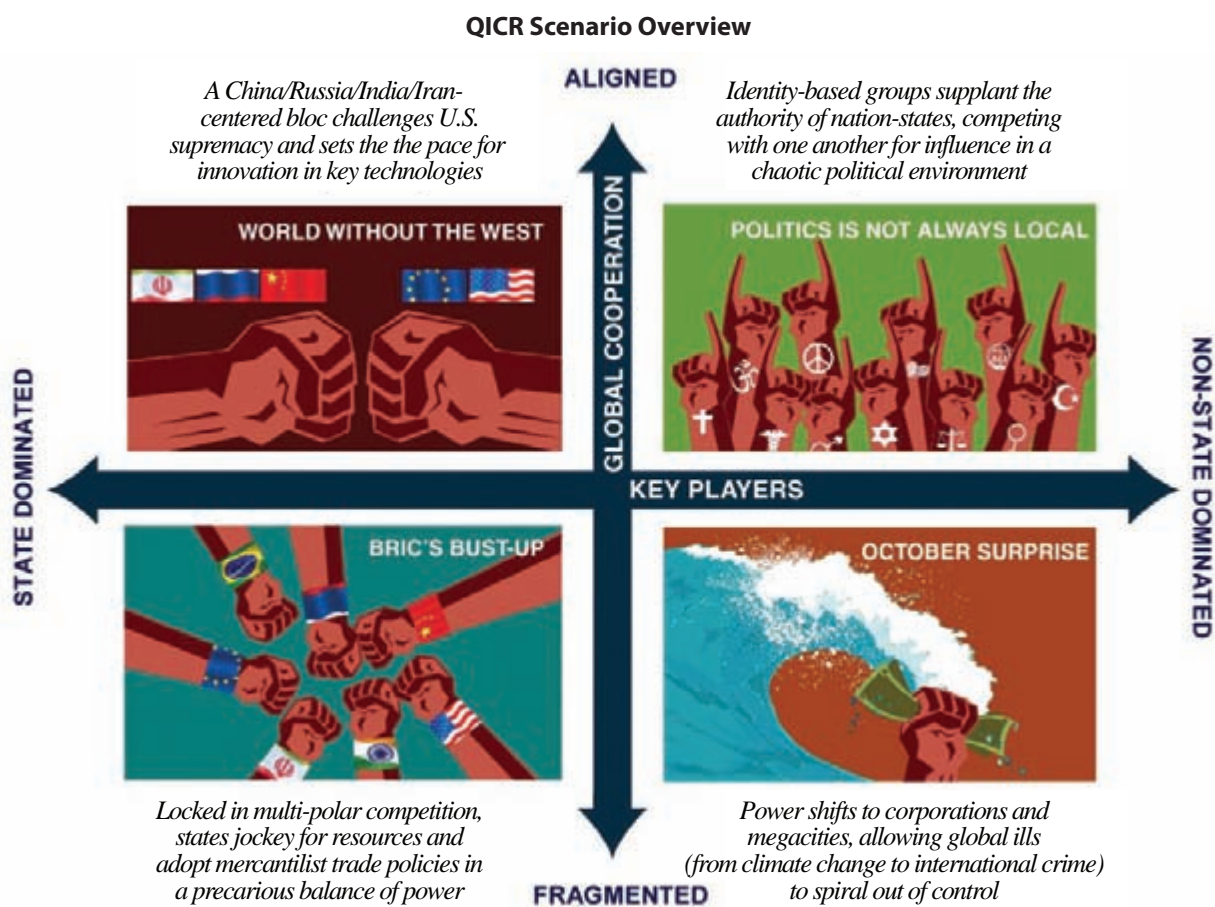 QICR Scenario Overview
ALIGNED
A China/Russia/India/Iran-
centered bloc challenges U.S.
supremacy and sets the the pace for
innovation in key technologies
Identity-based groups supplant the
authority of nation-states, competing
with one another for influence in a
chaotic political environment
WORLD WITHOUT THE WEST
POLITICS IS NOT ALWAYS LOCAL
GLOBAL COOPERATION
STATE DOMINATED
KEY PLAYERS
NON-STATE DOMINATED
BRIC'S BUST-UP
OCTOBER SURPRISE
Locked in multi-polar competition,
states jockey for resources and
adopt mercantilist trade policies in
a precarious balance of power
Power shifts to corporations and
megacities, allowing global ills
(from climate change to international crime)
to spiral out of control
FRAGMENTED